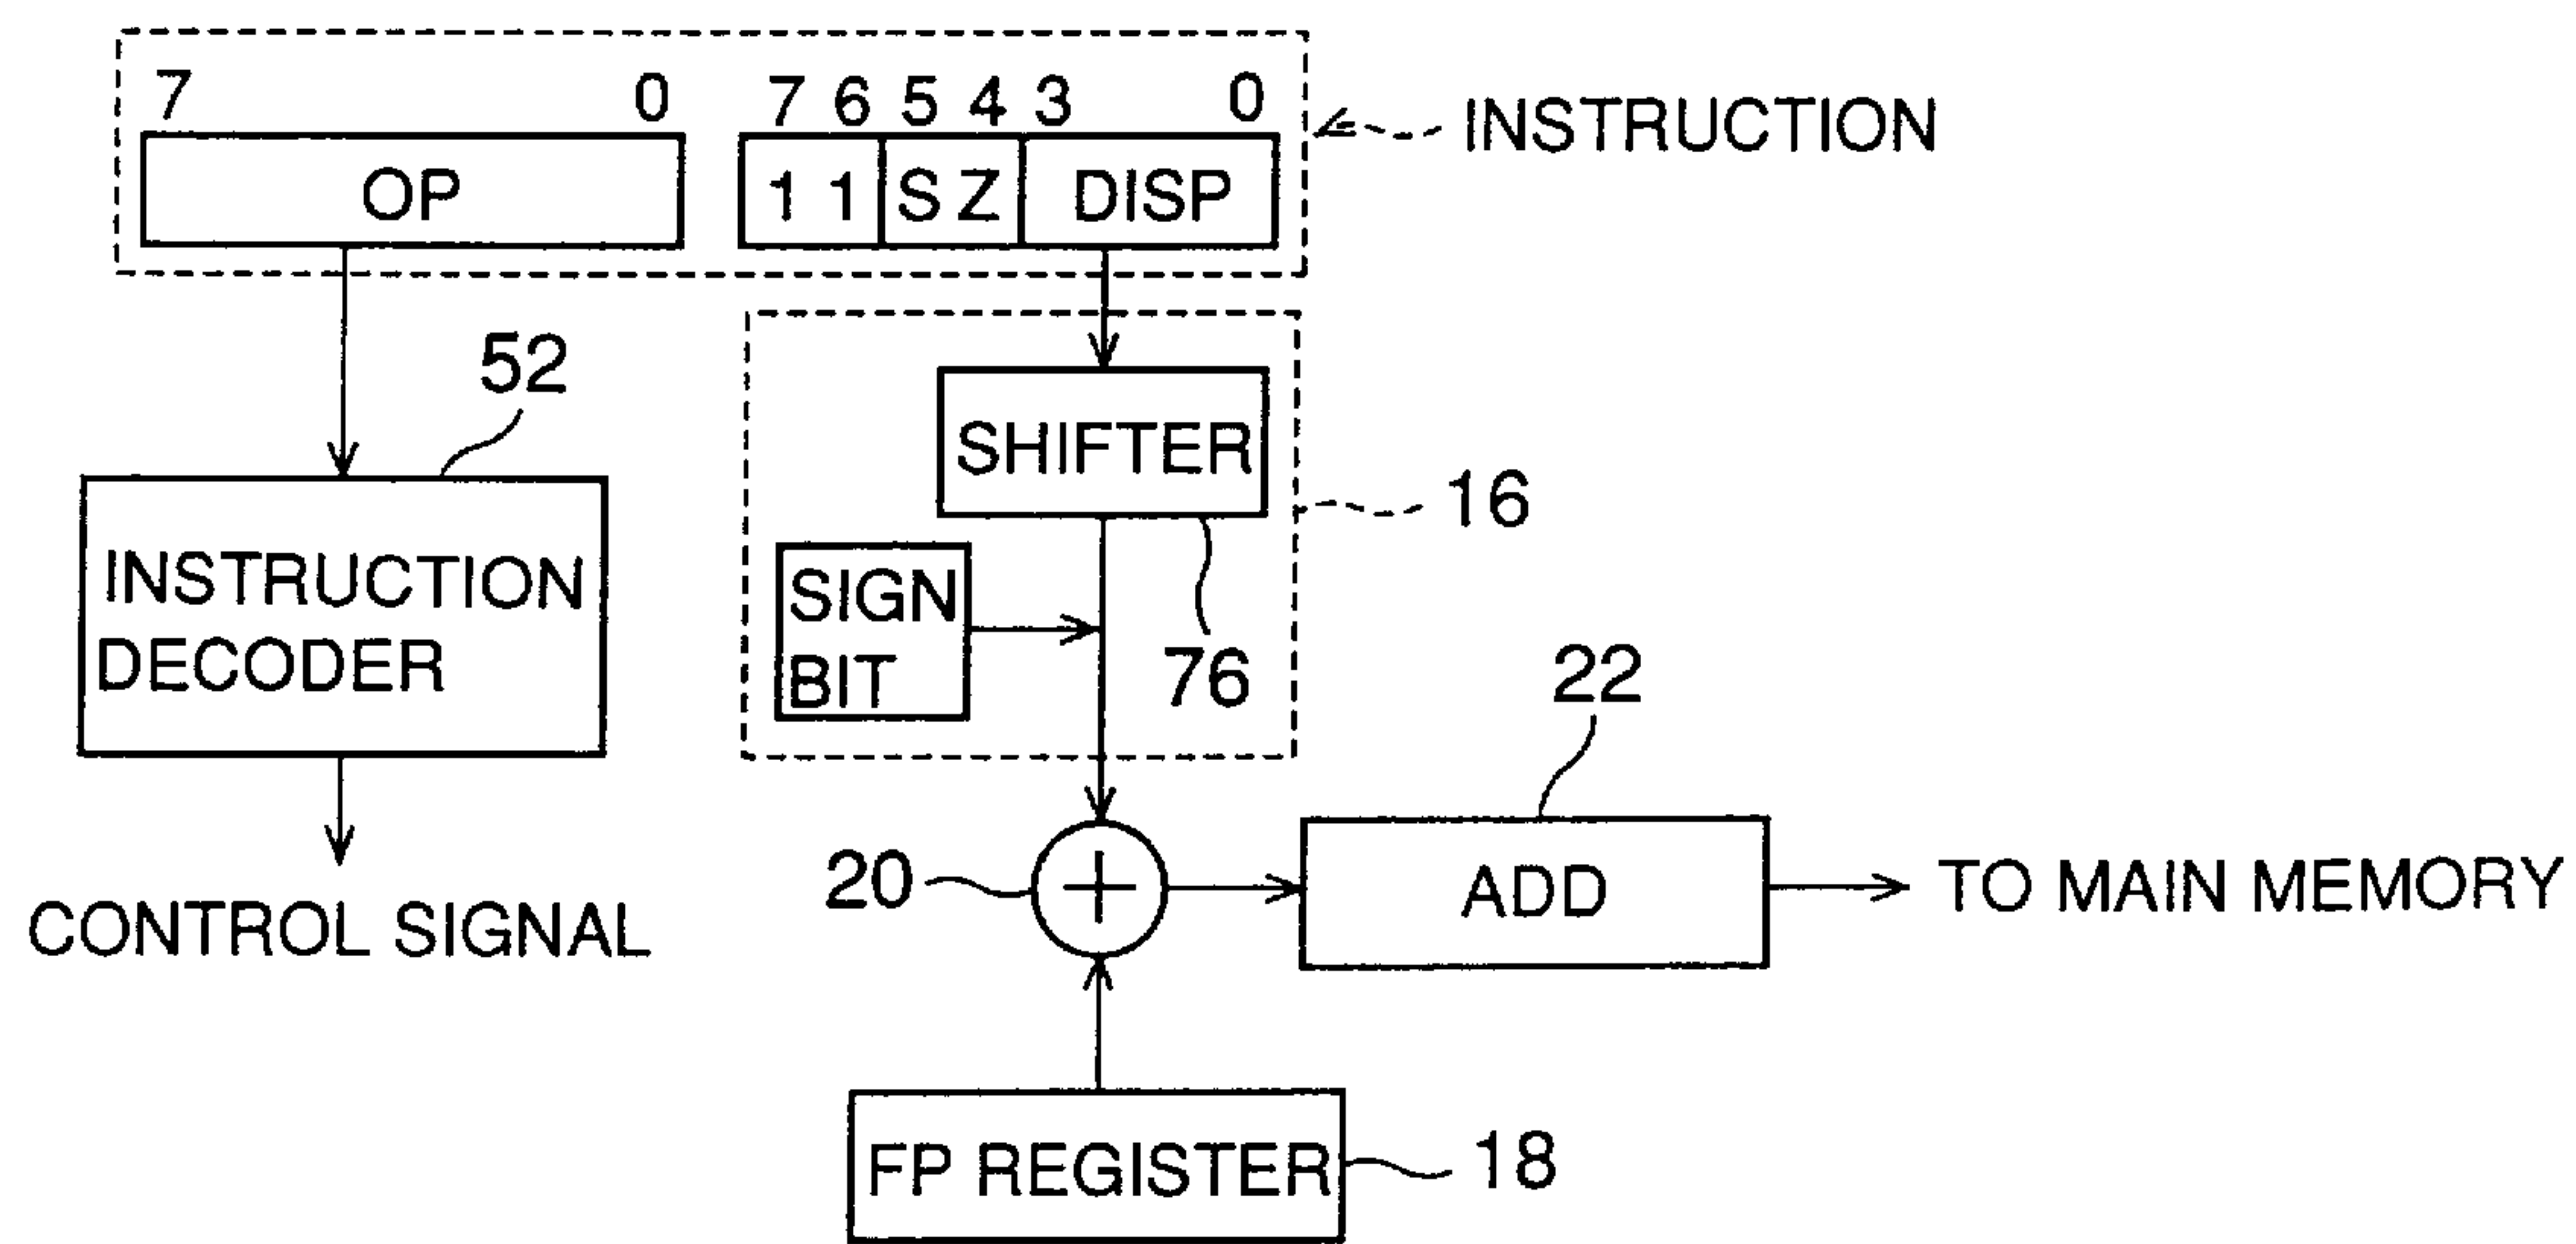 7 0 7 6 5 4 3 0
OP 1 1 S Z DISP
INSTRUCTION
52
SHIFTER
16
INSTRUCTION
DECODER
SIGN
BIT
76
22
20
ADD
TO MAIN MEMORY
CONTROL SIGNAL
FP REGISTER
18